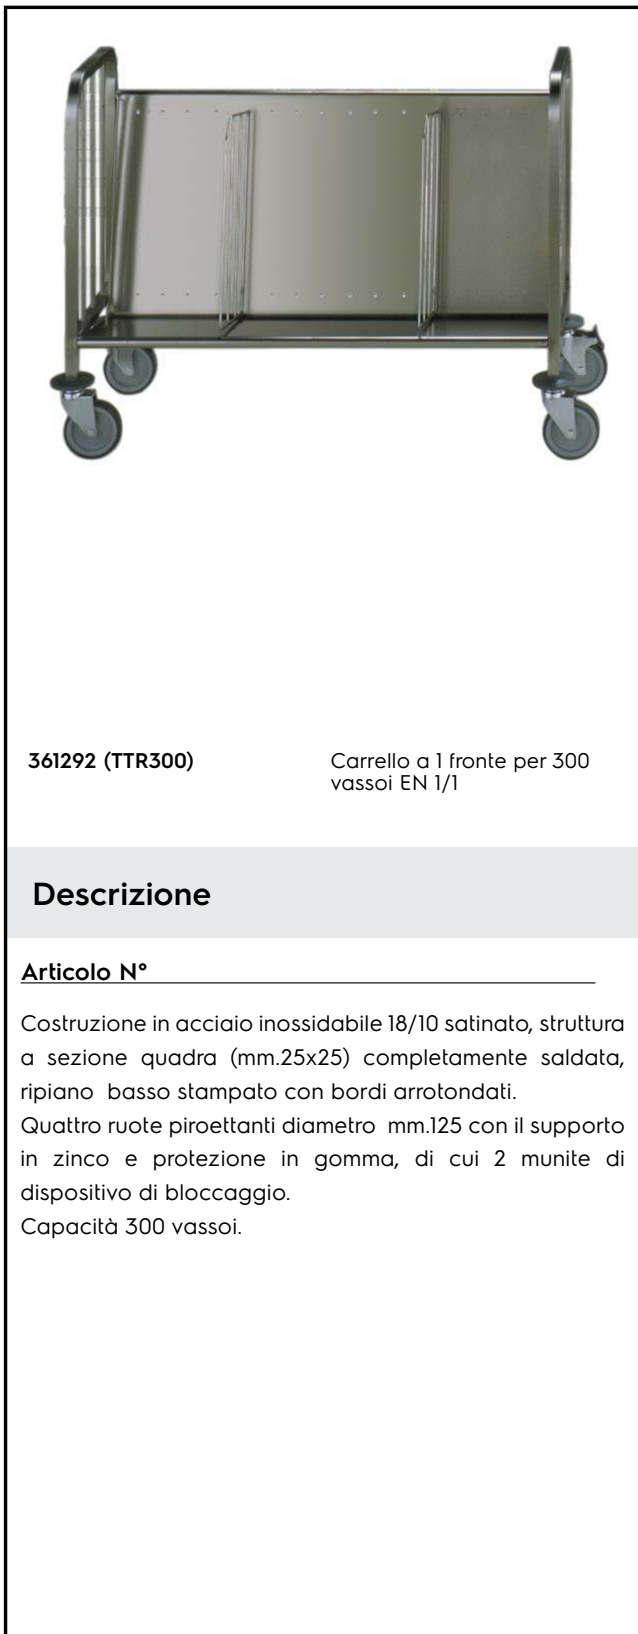 361292 (TTR300)
Carrello a 1 fronte per 300
vassoi EN 1/1
Descrizione
Articolo N°
Costruzione in acciaio inossidabile 18/10 satinato, struttura
a sezione quadra (mm.25x25) completamente saldata,
ripiano basso stampato con bordi arrotondati.
Quattro ruote piroettanti diametro mm.125 con il supporto
in zinco e protezione in gomma, di cui 2 munite di
dispositivo di bloccaggio.
Capacità 300 vassoi.